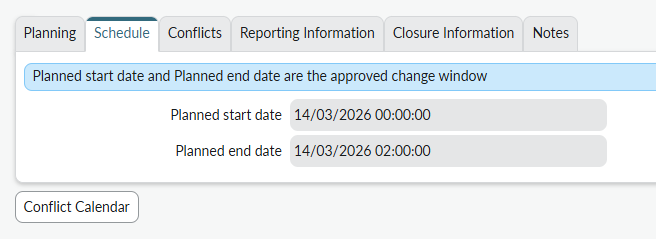 Planning Schedule Conflicts Reporting Information Closure Information Notes
Planned start date and Planned end date are the approved change window
Planned start date 14/03/2026 00:00:00
Planned end date 14/03/2026 02:00:00
Conflict Calendar